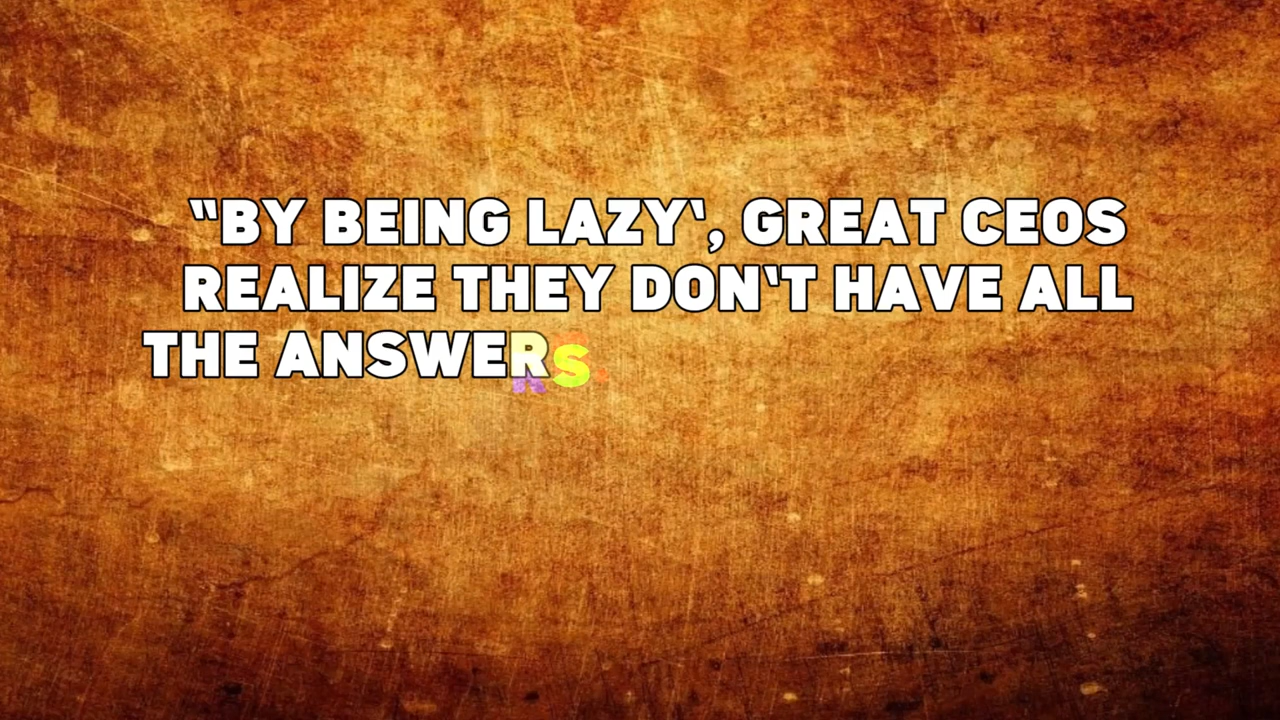 “BY BEING LAZY‘, GREAT CEOS
REALIZE THEY DON‘T HAVE ALL
THE ANSWERS.